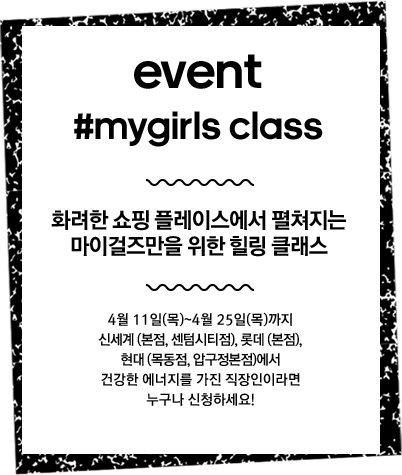 event
#mygirls class
화려한 쇼핑 플레이스에서 펼쳐지는
마이걸즈만을 위한 힐링 클래스
4월 11일(목)~4월 25일(목)까지
신세계 (본점, 센텀시티점), 롯데 (본점),
현대 (목동점, 압구정본점)에서
건강한 에너지를 가진 직장인이라면
누구나 신청하세요!